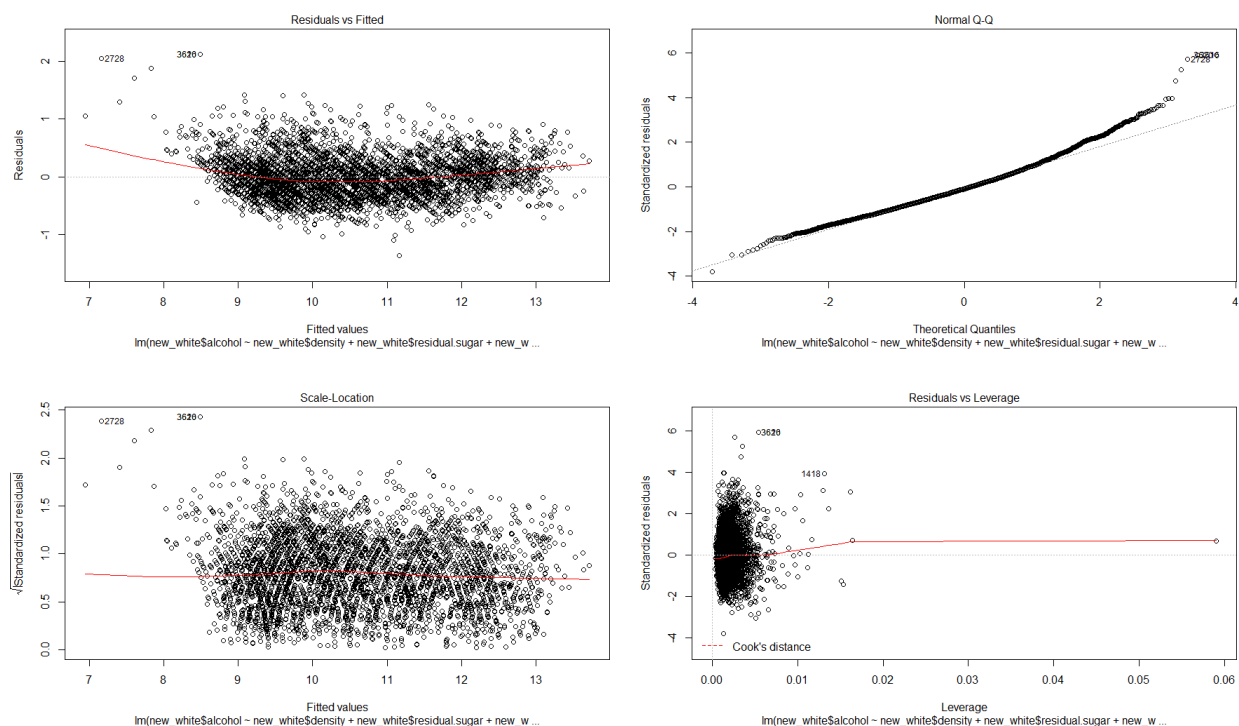 Residuals vs Fitted
Residuals
2
1
0
-1
2728
7 8 9 10 11 12 13
Fitted values
lm(new_white$alcohol ~ new_white$density + new_white$residual.sugar + new_w ...
Normal Q-Q
Standardized residuals
6
4
2
0
-2
-4
2728
-4 -2 0 2 4
Theoretical Quantiles
lm(new_white$alcohol ~ new_white$density + new_white$residual.sugar + new_w ...
Scale-Location
√|Standardized residuals|
2.5
2.0
1.5
1.0
0.5
0.0
2728
7 8 9 10 11 12 13
Fitted values
lm(new_white$alcohol ~ new_white$density + new_white$residual.sugar + new_w ...
Residuals vs Leverage
Standardized residuals
6
4
2
0
-2
-4
1418
Cook's distance
0.00 0.01 0.02 0.03 0.04 0.05 0.06
Leverage
lm(new_white$alcohol ~ new_white$density + new_white$residual.sugar + new_w ...